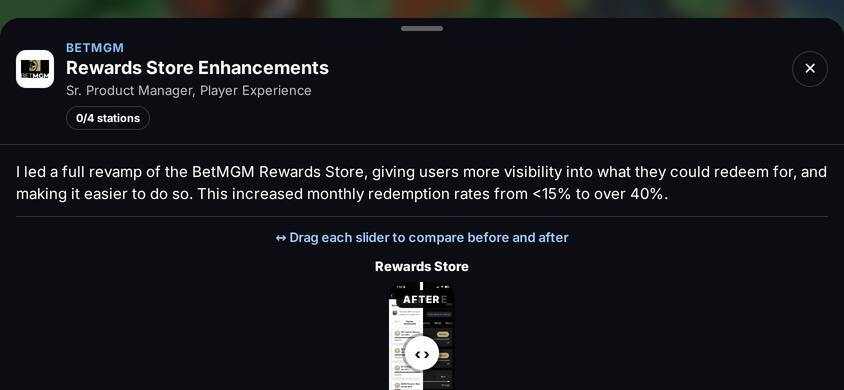 BETMGM
BETMGM
Rewards Store Enhancements
Sr. Product Manager, Player Experience
0/4 stations
I led a full revamp of the BetMGM Rewards Store, giving users more visibility into what they could redeem for, and
making it easier to do so. This increased monthly redemption rates from <15% to over 40%.
↔ Drag each slider to compare before and after
Rewards Store
AFTER